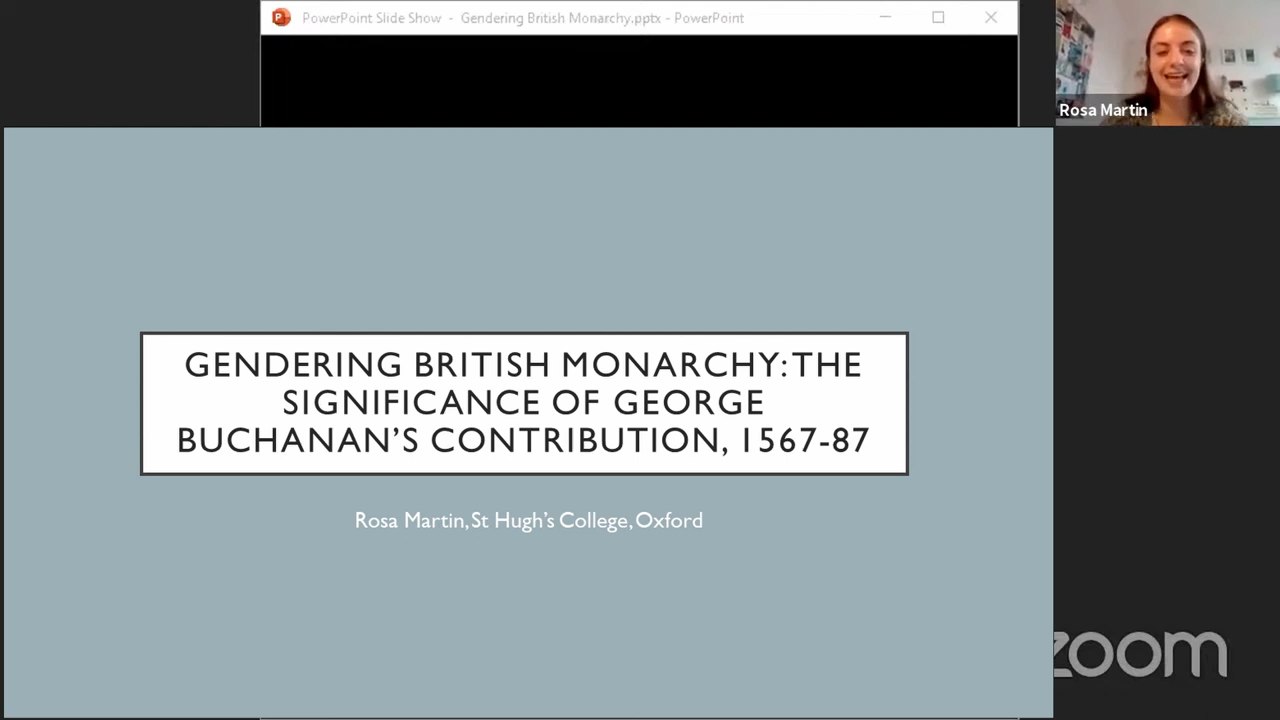 PowerPoint Slide Show - Gendering British Monarchy.pptx - PowerPoint
Rosa Martin
GENDERING BRITISH MONARCHY: THE
SIGNIFICANCE OF GEORGE
BUCHANAN'S CONTRIBUTION, 1567-87
Rosa Martin, St Hugh's College, Oxford
zoom